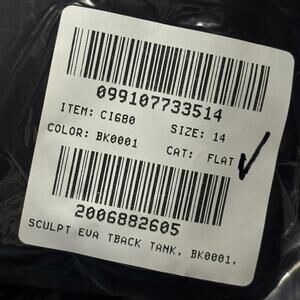 099107733514
ITEM: CI680 SIZE: 14
COLOR: BK0001 CAT: FLAT
2006882605
SCULPT EVA TBACK TANK, BK0001,